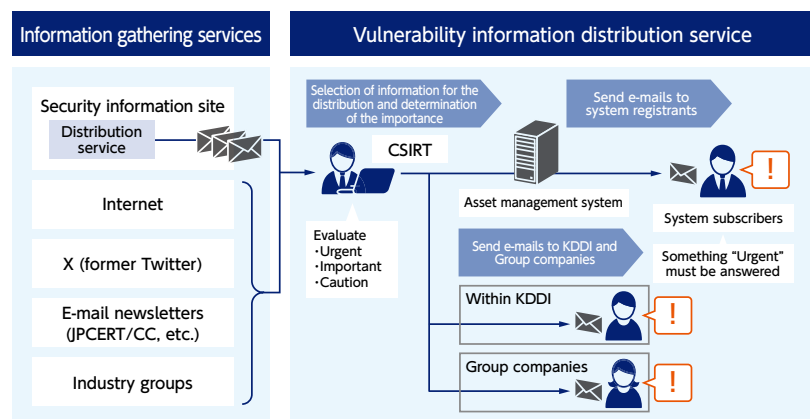 Information gathering services
Security information site
Distribution
service
Internet
X (former Twitter)
E-mail newsletters
(JPCERT/CC, etc.)
Industry groups
Vulnerability information distribution service
Selection of information for the
distribution and determination
of the importance
Send e-mails to
system registrants
CSIRT
!
Asset management system
System subscribers
Evaluate
・Urgent
・Important
・Caution
Send e-mails to KDDI and
Group companies
Something “Urgent”
must be answered
Within KDDI
!
Group companies
!